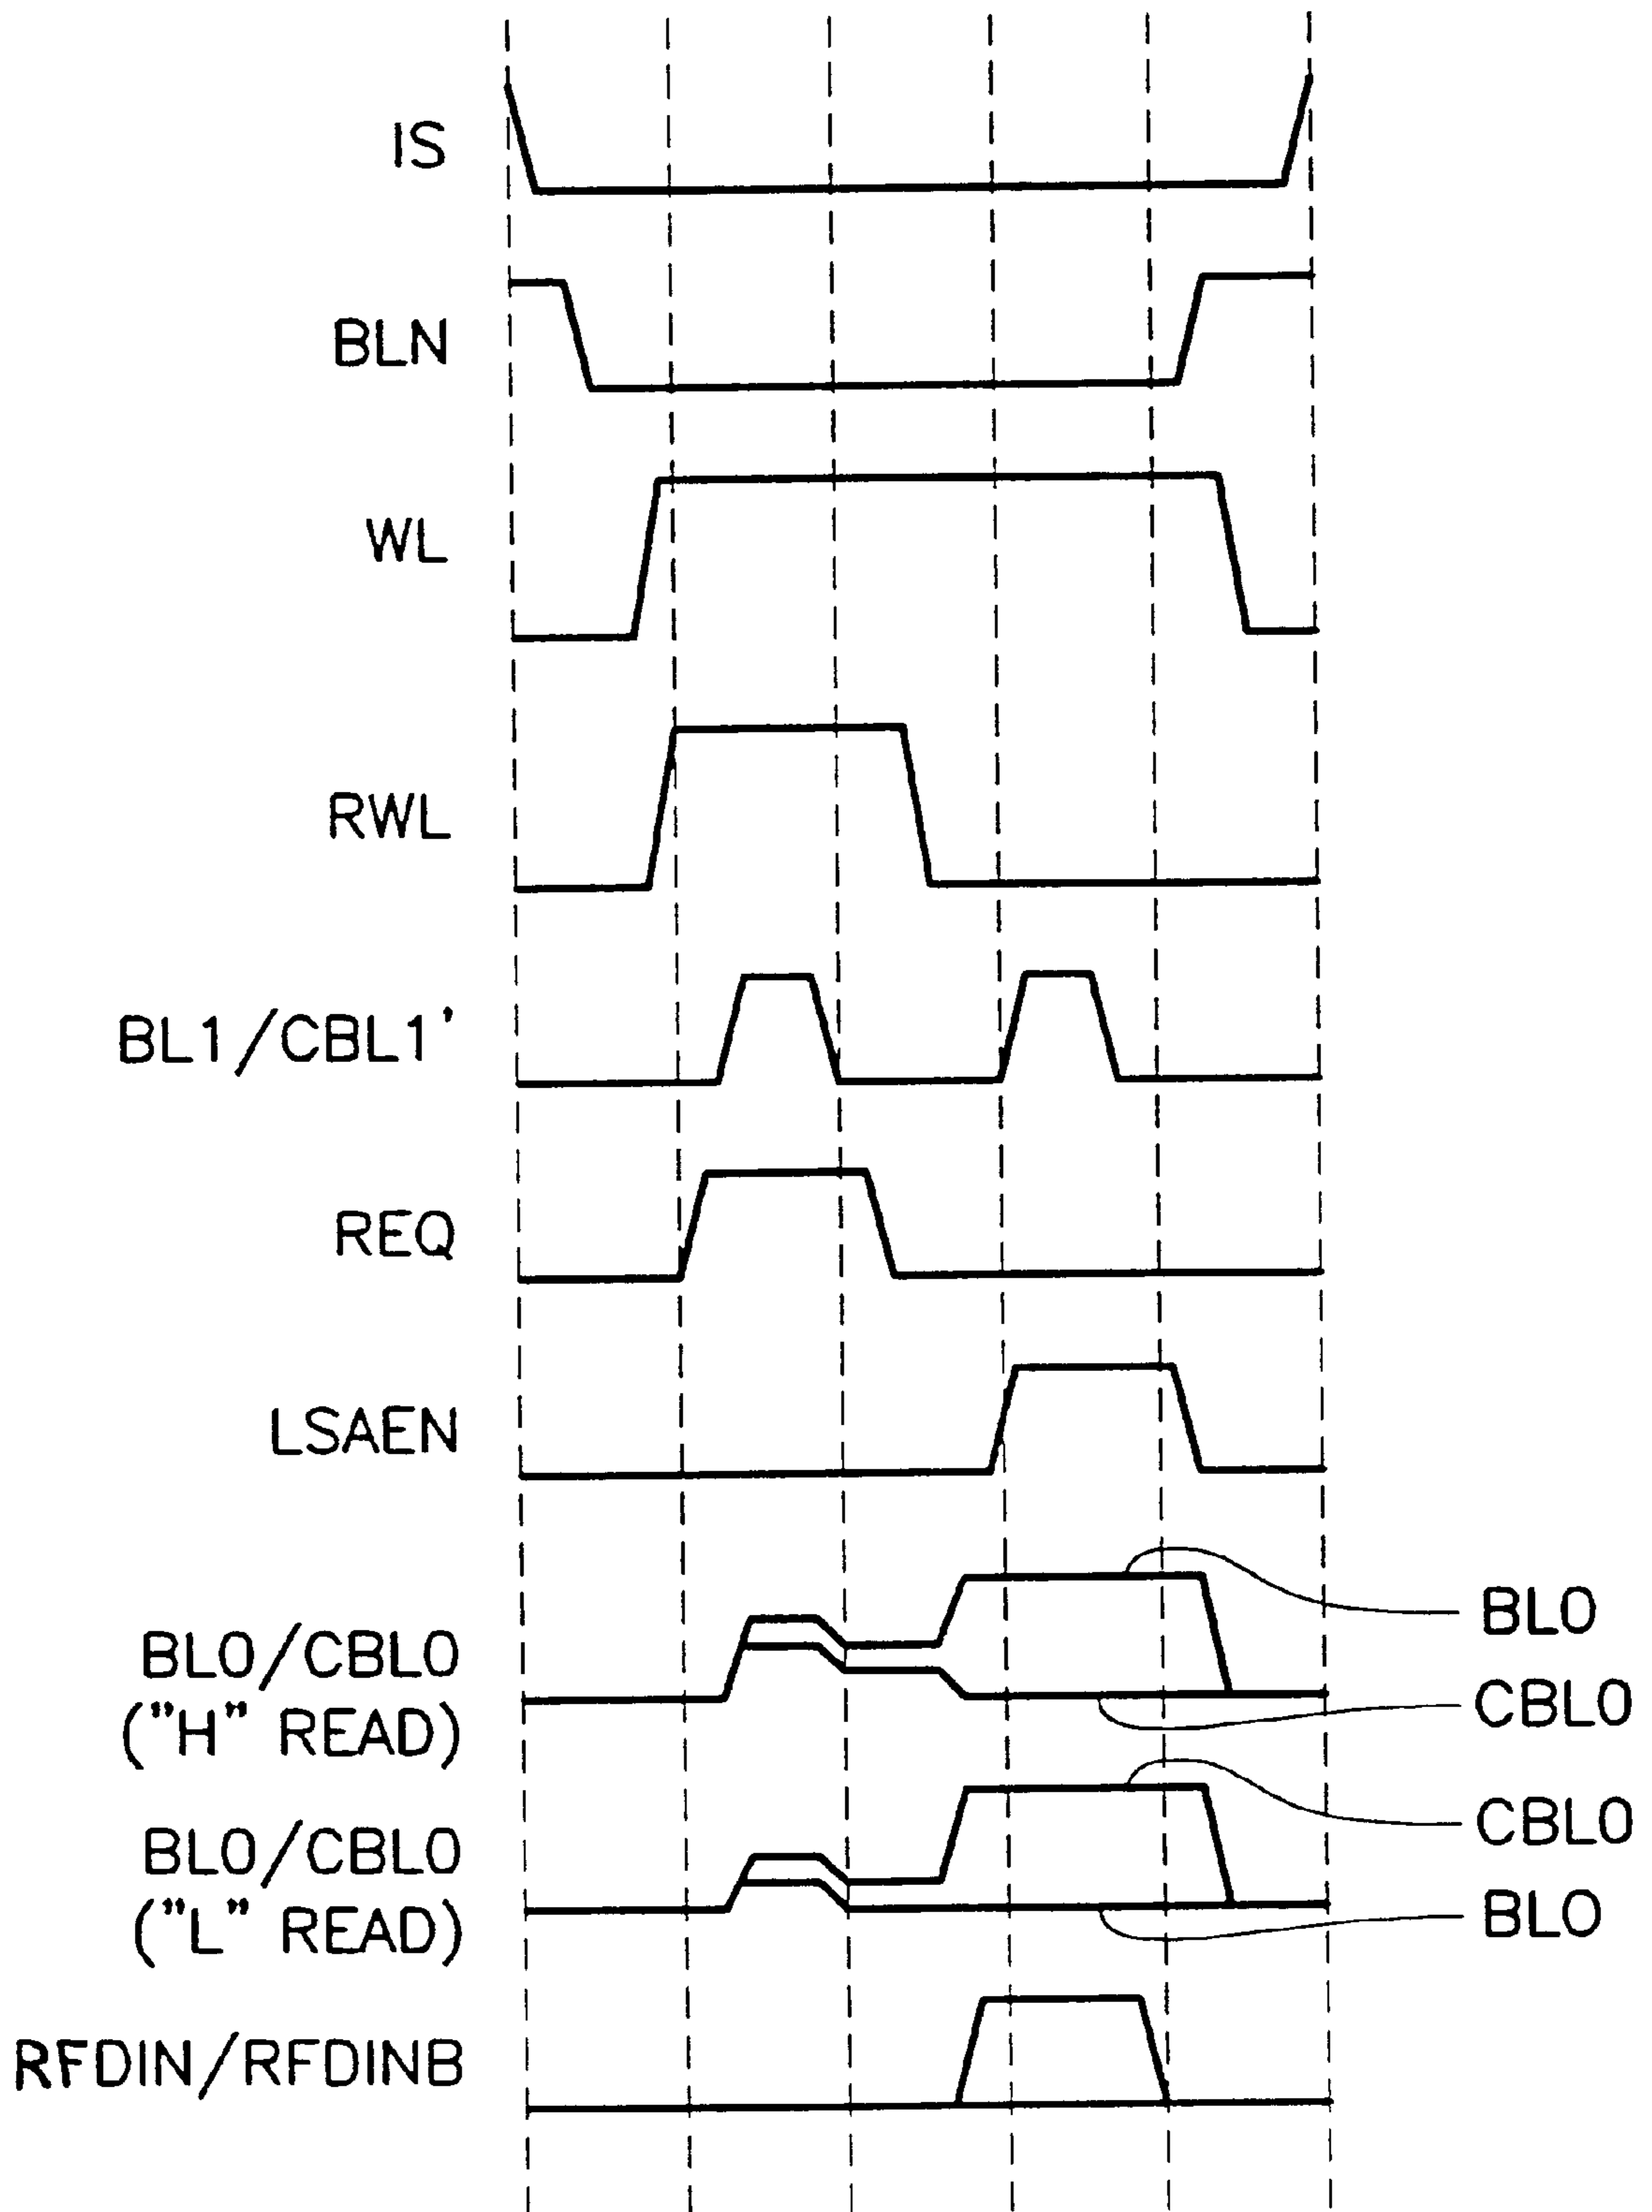 IS
BLN
WL
RWL
BL1/CBL1'
REQ
LSAEN
BL0/CBL0
("H" READ)
BL0
CBL0
BL0/CBL0
("L" READ)
CBL0
BL0
RFDIN/RFDINB